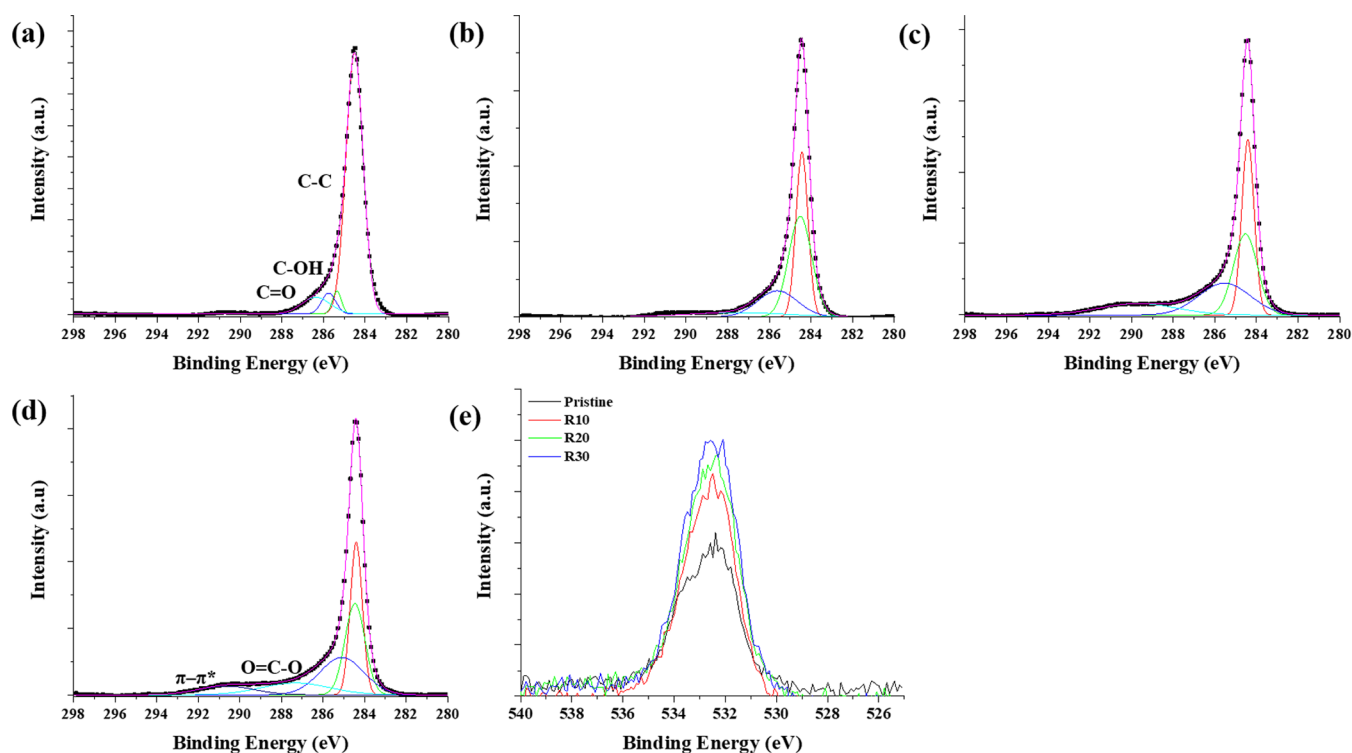 (a)
Intensity (a.u.)
C-C
C-OH
C=O
298 296 294 292 290 288 286 284 282 280
Binding Energy (eV)
(b)
Intensity (a.u.)
298 296 294 292 290 288 286 284 282 280
Binding Energy (eV)
(c)
Intensity (a.u.)
298 296 294 292 290 288 286 284 282 280
Binding Energy (eV)
(d)
Intensity (a.u)
π–π*
O=C-O
298 296 294 292 290 288 286 284 282 280
Binding Energy (eV)
(e)
Intensity (a.u.)
Pristine
R10
R20
R30
540 538 536 534 532 530 528 526
Binding Energy (eV)